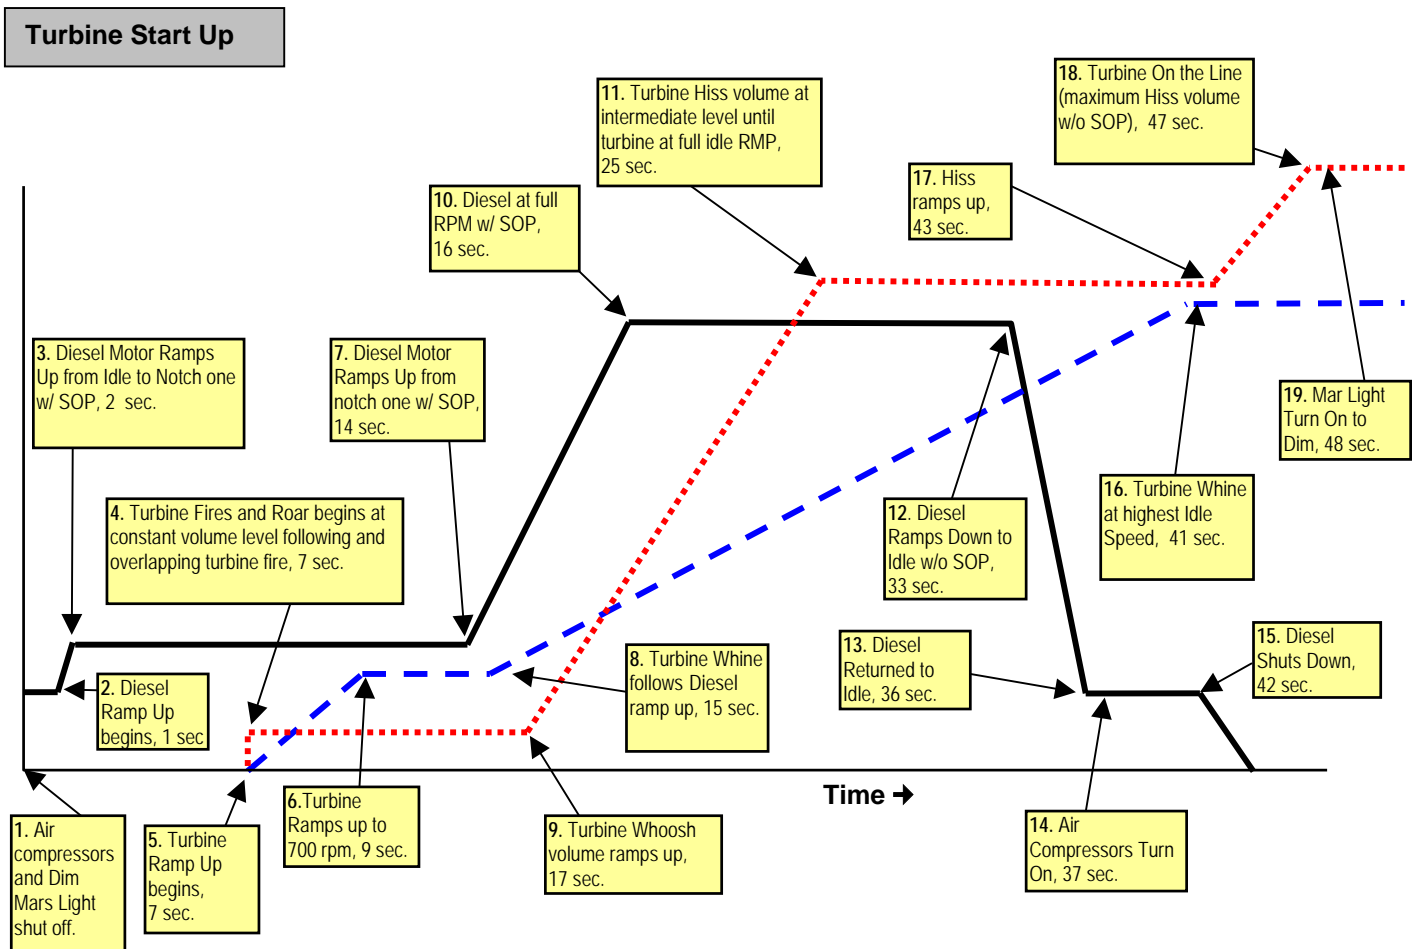 Turbine Start Up
18. Turbine On the Line
(maximum Hiss volume
w/o SOP),  47 sec.
11. Turbine Hiss volume at
intermediate level until
turbine at full idle RMP,
25 sec.
17. Hiss
ramps up,
43 sec.
10. Diesel at full
RPM w/ SOP,
16 sec.
3. Diesel Motor Ramps
Up from Idle to Notch one
w/ SOP, 2  sec.
7. Diesel Motor
Ramps Up from
notch one w/ SOP,
14 sec.
19. Mar Light
Turn On to
Dim, 48 sec.
4. Turbine Fires and Roar begins at
constant volume level following and
overlapping turbine fire, 7 sec.
12. Diesel
Ramps Down to
Idle w/o SOP,
33 sec.
16. Turbine Whine
at highest Idle
Speed,  41 sec.
2. Diesel
Ramp Up
begins, 1 sec
8. Turbine Whine
follows Diesel
ramp up, 15 sec.
13. Diesel
Returned to
Idle, 36 sec.
15. Diesel
Shuts Down,
42 sec.
Time →
1. Air
compressors
and Dim
Mars Light
shut off.
5. Turbine
Ramp Up
begins,
7 sec.
6.Turbine
Ramps up to
700 rpm, 9 sec.
9. Turbine Whoosh
volume ramps up,
17 sec.
14. Air
Compressors Turn
On, 37 sec.